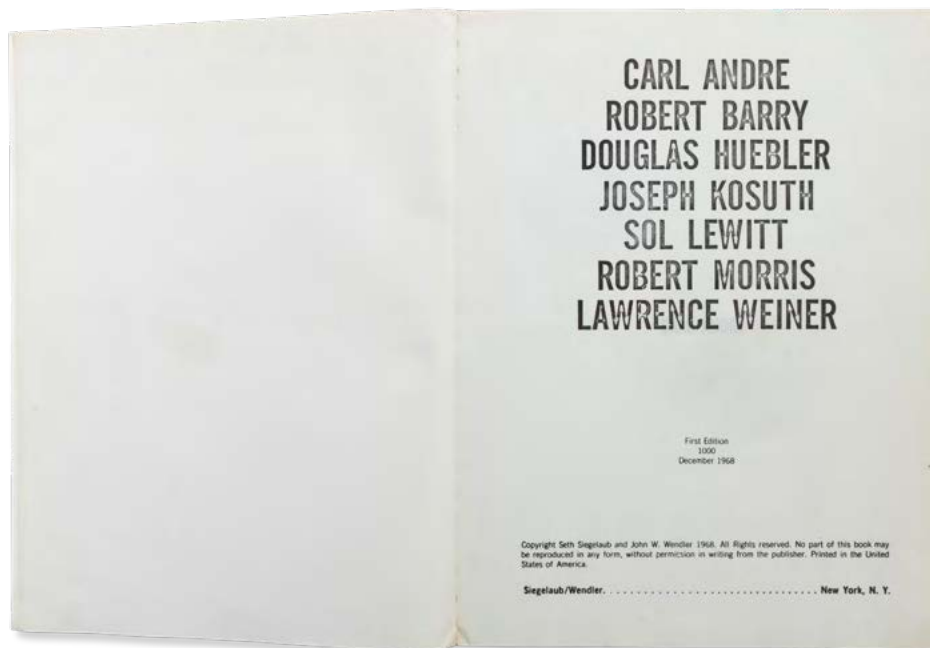 CARL ANDRE
ROBERT BARRY
DOUGLAS HUEBLER
JOSEPH KOSUTH
SOL LEWITT
ROBERT MORRIS
LAWRENCE WEINER
First Edition
1000
December 1968
Copyright Seth Siegelaub and John W. Wendler 1968. All Rights reserved. No part of this book may
be reproduced in any form, without permiction in writing from the publisher. Printed in the United
States of America.
Siegelaub/Wendler. . . . . . . . . . . . . . . . . . . . . . . . . . . . . . . . New York, N. Y.